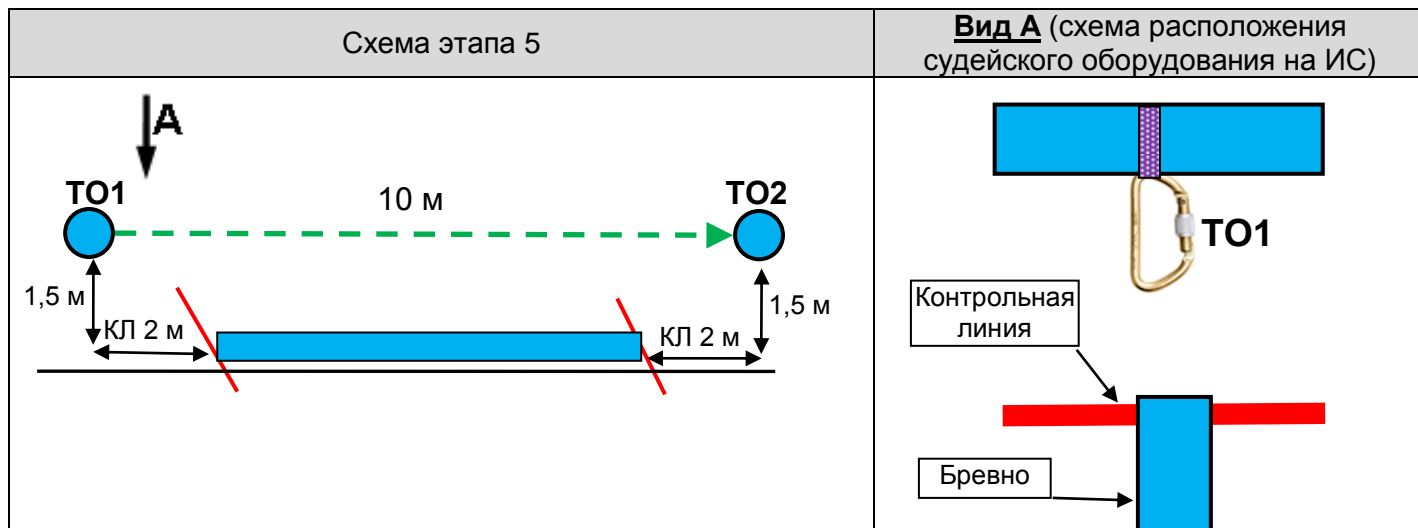 Схема этапа 5
Вид А (схема расположения
судейского оборудования на ИС)
А
ТО1
10 м
ТО2
1,5 м
КЛ 2 м
КЛ 2 м
1,5 м
ТО1
Контрольная
линия
Бревно